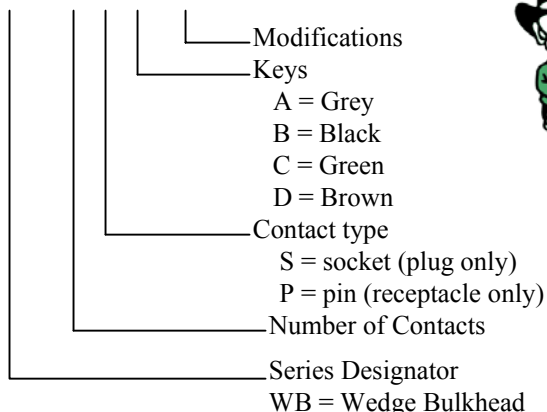 Modifications
Keys
A = Grey
B = Black
C = Green
D = Brown
Contact type
S = socket (plug only)
P = pin (receptacle only)
Number of Contacts
Series Designator
WB = Wedge Bulkhead